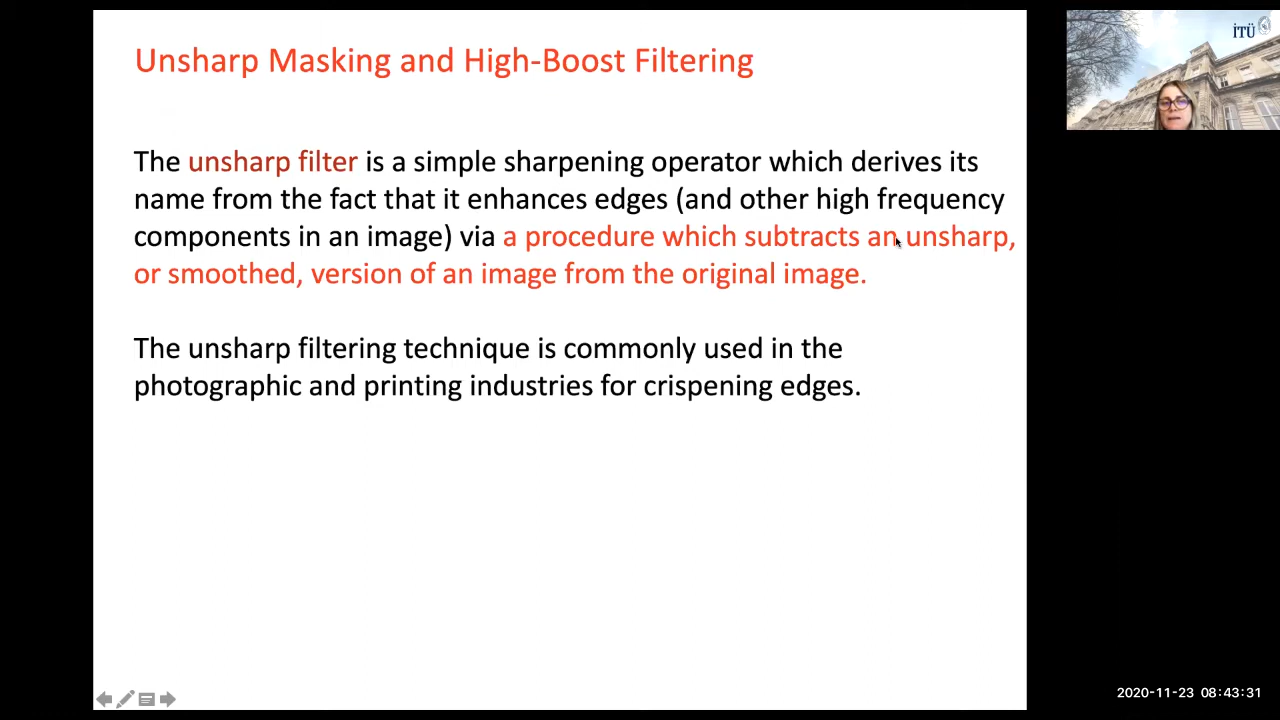 Unsharp Masking and High-Boost Filtering
The unsharp filter is a simple sharpening operator which derives its
name from the fact that it enhances edges (and other high frequency
components in an image) via a procedure which subtracts an unsharp,
or smoothed, version of an image from the original image.
The unsharp filtering technique is commonly used in the
photographic and printing industries for crispening edges.
İTÜ
2020-11-23 08:43:31